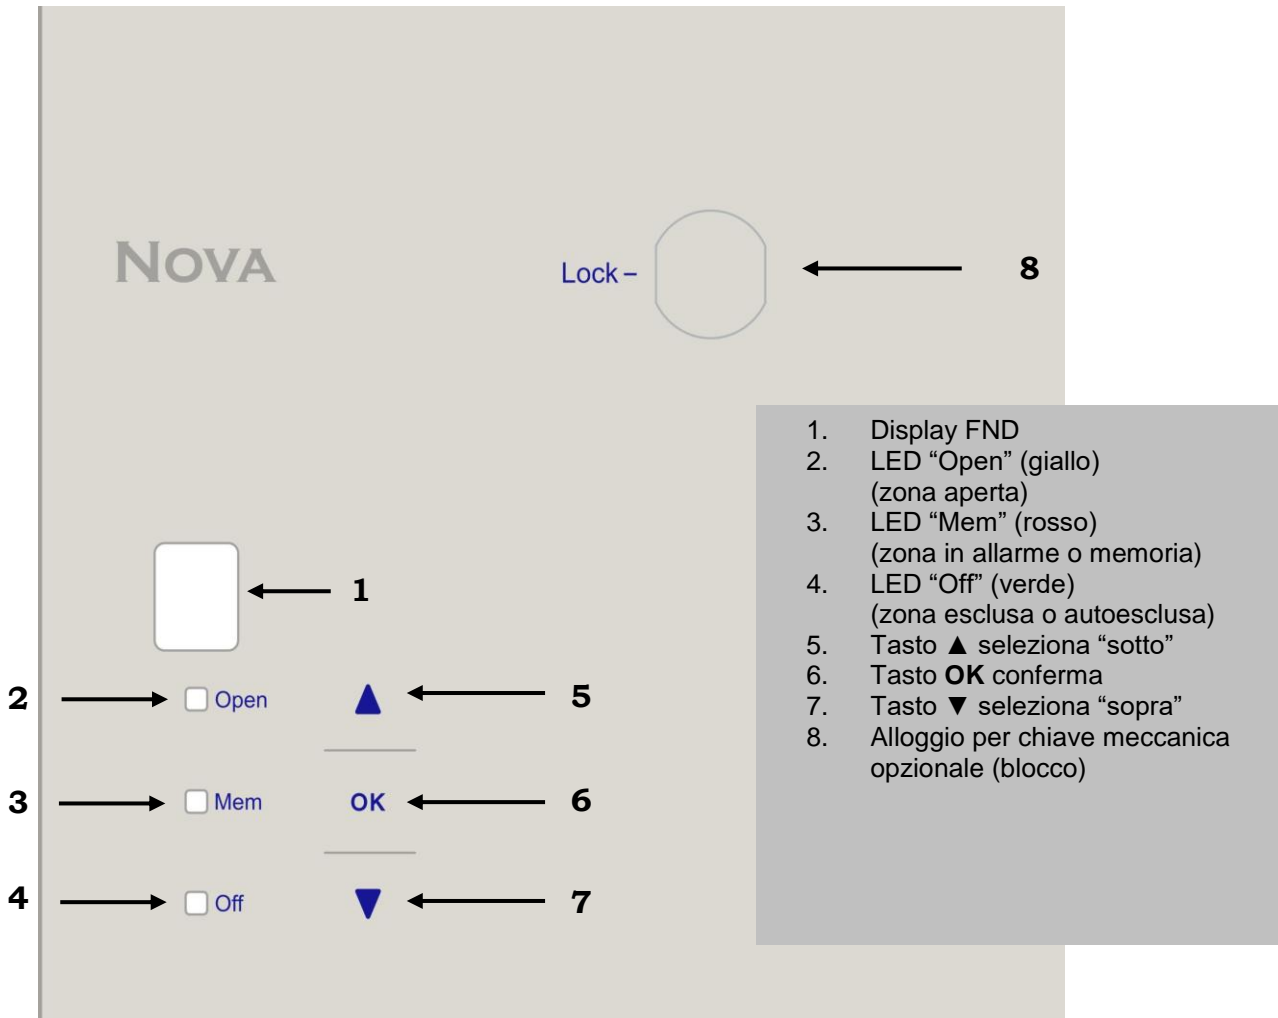 NOVA
Lock –
8
1. Display FND
2. LED “Open” (giallo)
(zona aperta)
3. LED “Mem” (rosso)
(zona in allarme o memoria)
4. LED “Off” (verde)
(zona esclusa o autoesclusa)
5. Tasto ▲ seleziona “sotto”
6. Tasto OK conferma
7. Tasto ▼ seleziona “sopra”
8. Alloggio per chiave meccanica
opzionale (blocco)
1
2 Open ▲ 5
3 Mem OK 6
4 Off ▼ 7